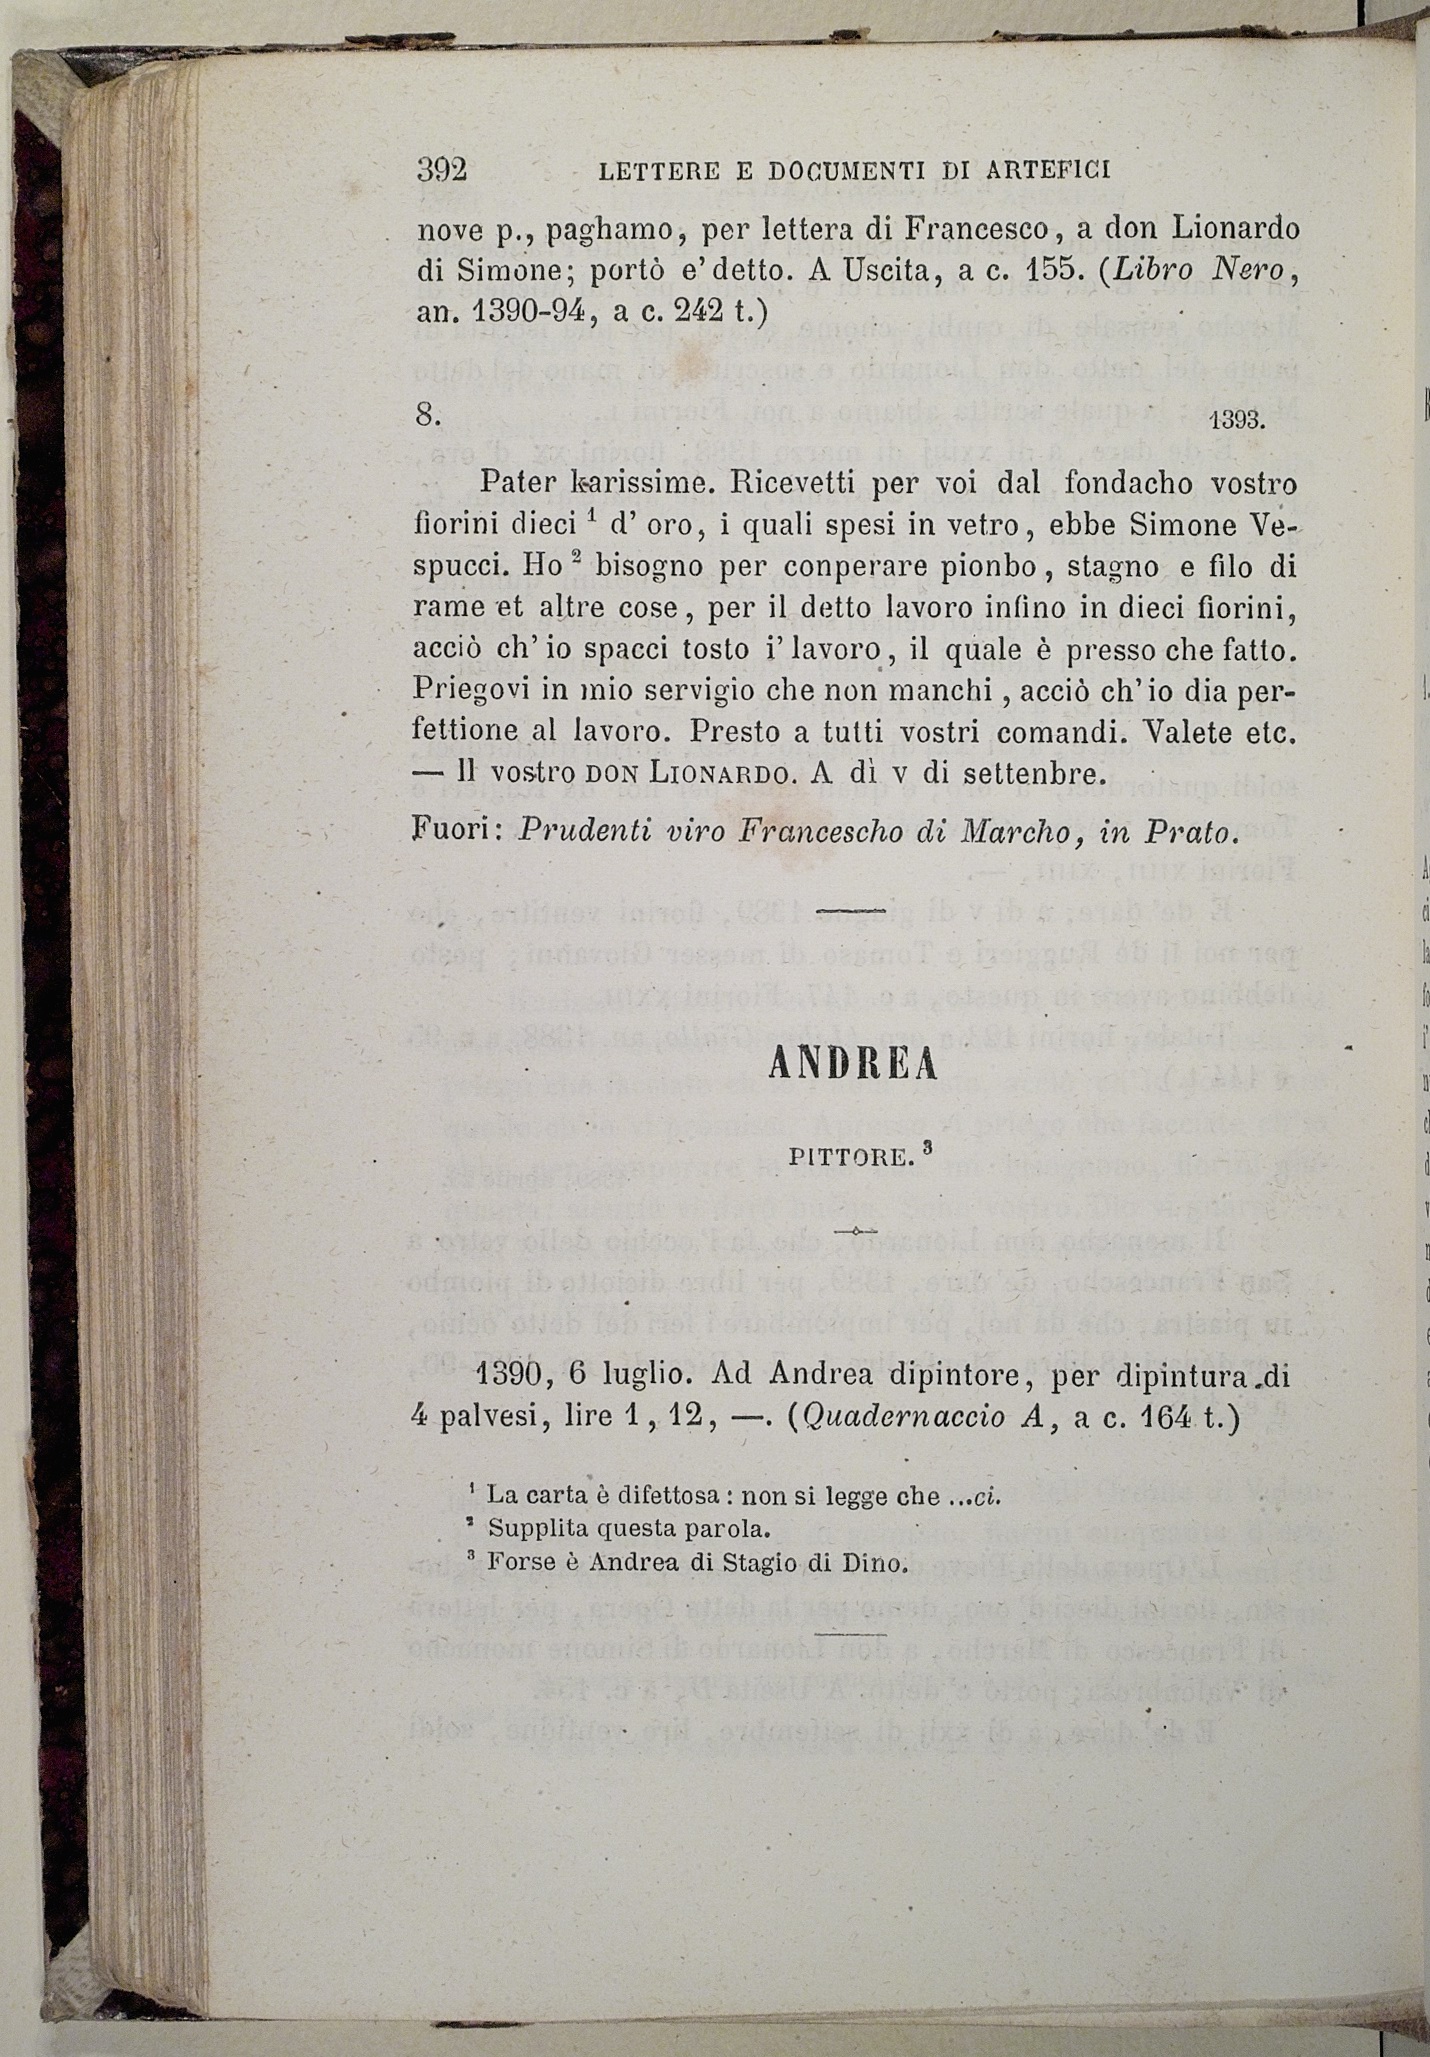 392 LETTERE E DOCUMENTI DI ARTEFICI
nove p., paghamo, per lettera di Francesco, a don Lionardo
di Simone; portò e' detto. A Uscita, a c. 155. (Libro Nero,
an. 1390-94, a c. 242 t.)
8. 1393.
Pater karissime. Ricevetti per voi dal fondacho vostro
fiorini dieci ¹ d' oro, i quali spesi in vetro, ebbe Simone Ve-
spucci. Ho ² bisogno per conperare pionbo, stagno e filo di
rame et altre cose, per il detto lavoro infino in dieci fiorini,
acciò ch' io spacci tosto i' lavoro, il quale è presso che fatto.
Priegovi in mio servigio che non manchi, acciò ch' io dia per-
fettione al lavoro. Presto a tutti vostri comandi. Valete etc.
— Il vostro DON LIONARDO. A dì v di settenbre.
Fuori: Prudenti viro Francescho di Marcho, in Prato.
ANDREA
PITTORE. ³
1390, 6 luglio. Ad Andrea dipintore, per dipintura di
4 palvesi, lire 1, 12, —. (Quadernaccio A, a c. 164 t.)
¹ La carta è difettosa: non si legge che ...ci.
² Supplita questa parola.
³ Forse è Andrea di Stagio di Dino.